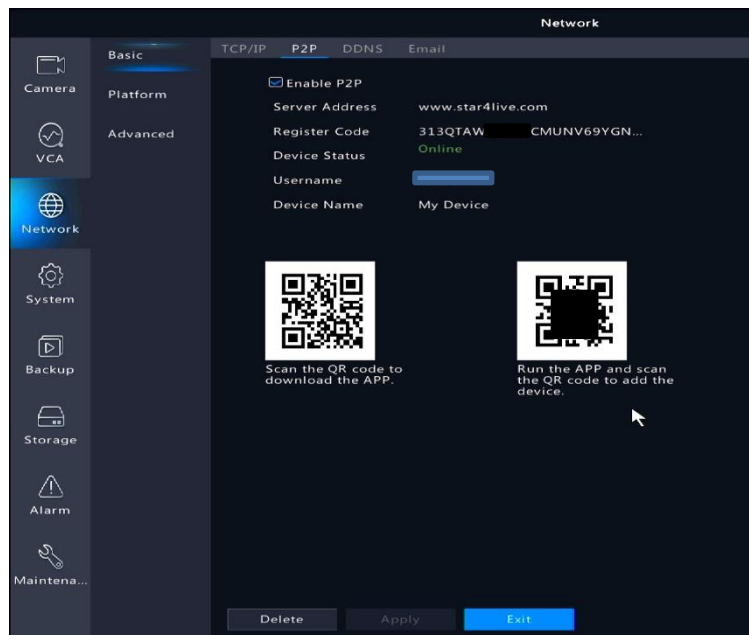 Network
Camera
VCA
Network
System
Backup
Storage
Alarm
Maintena...
Basic
Platform
Advanced
TCP/IP P2P DDNS Email
Enable P2P
Server Address www.star4live.com
Register Code 313QTAW CMUNV69YGN...
Device Status Online
Username
Device Name My Device
Scan the QR code to
download the APP.
Run the APP and scan
the QR code to add the
device.
Delete Apply Exit